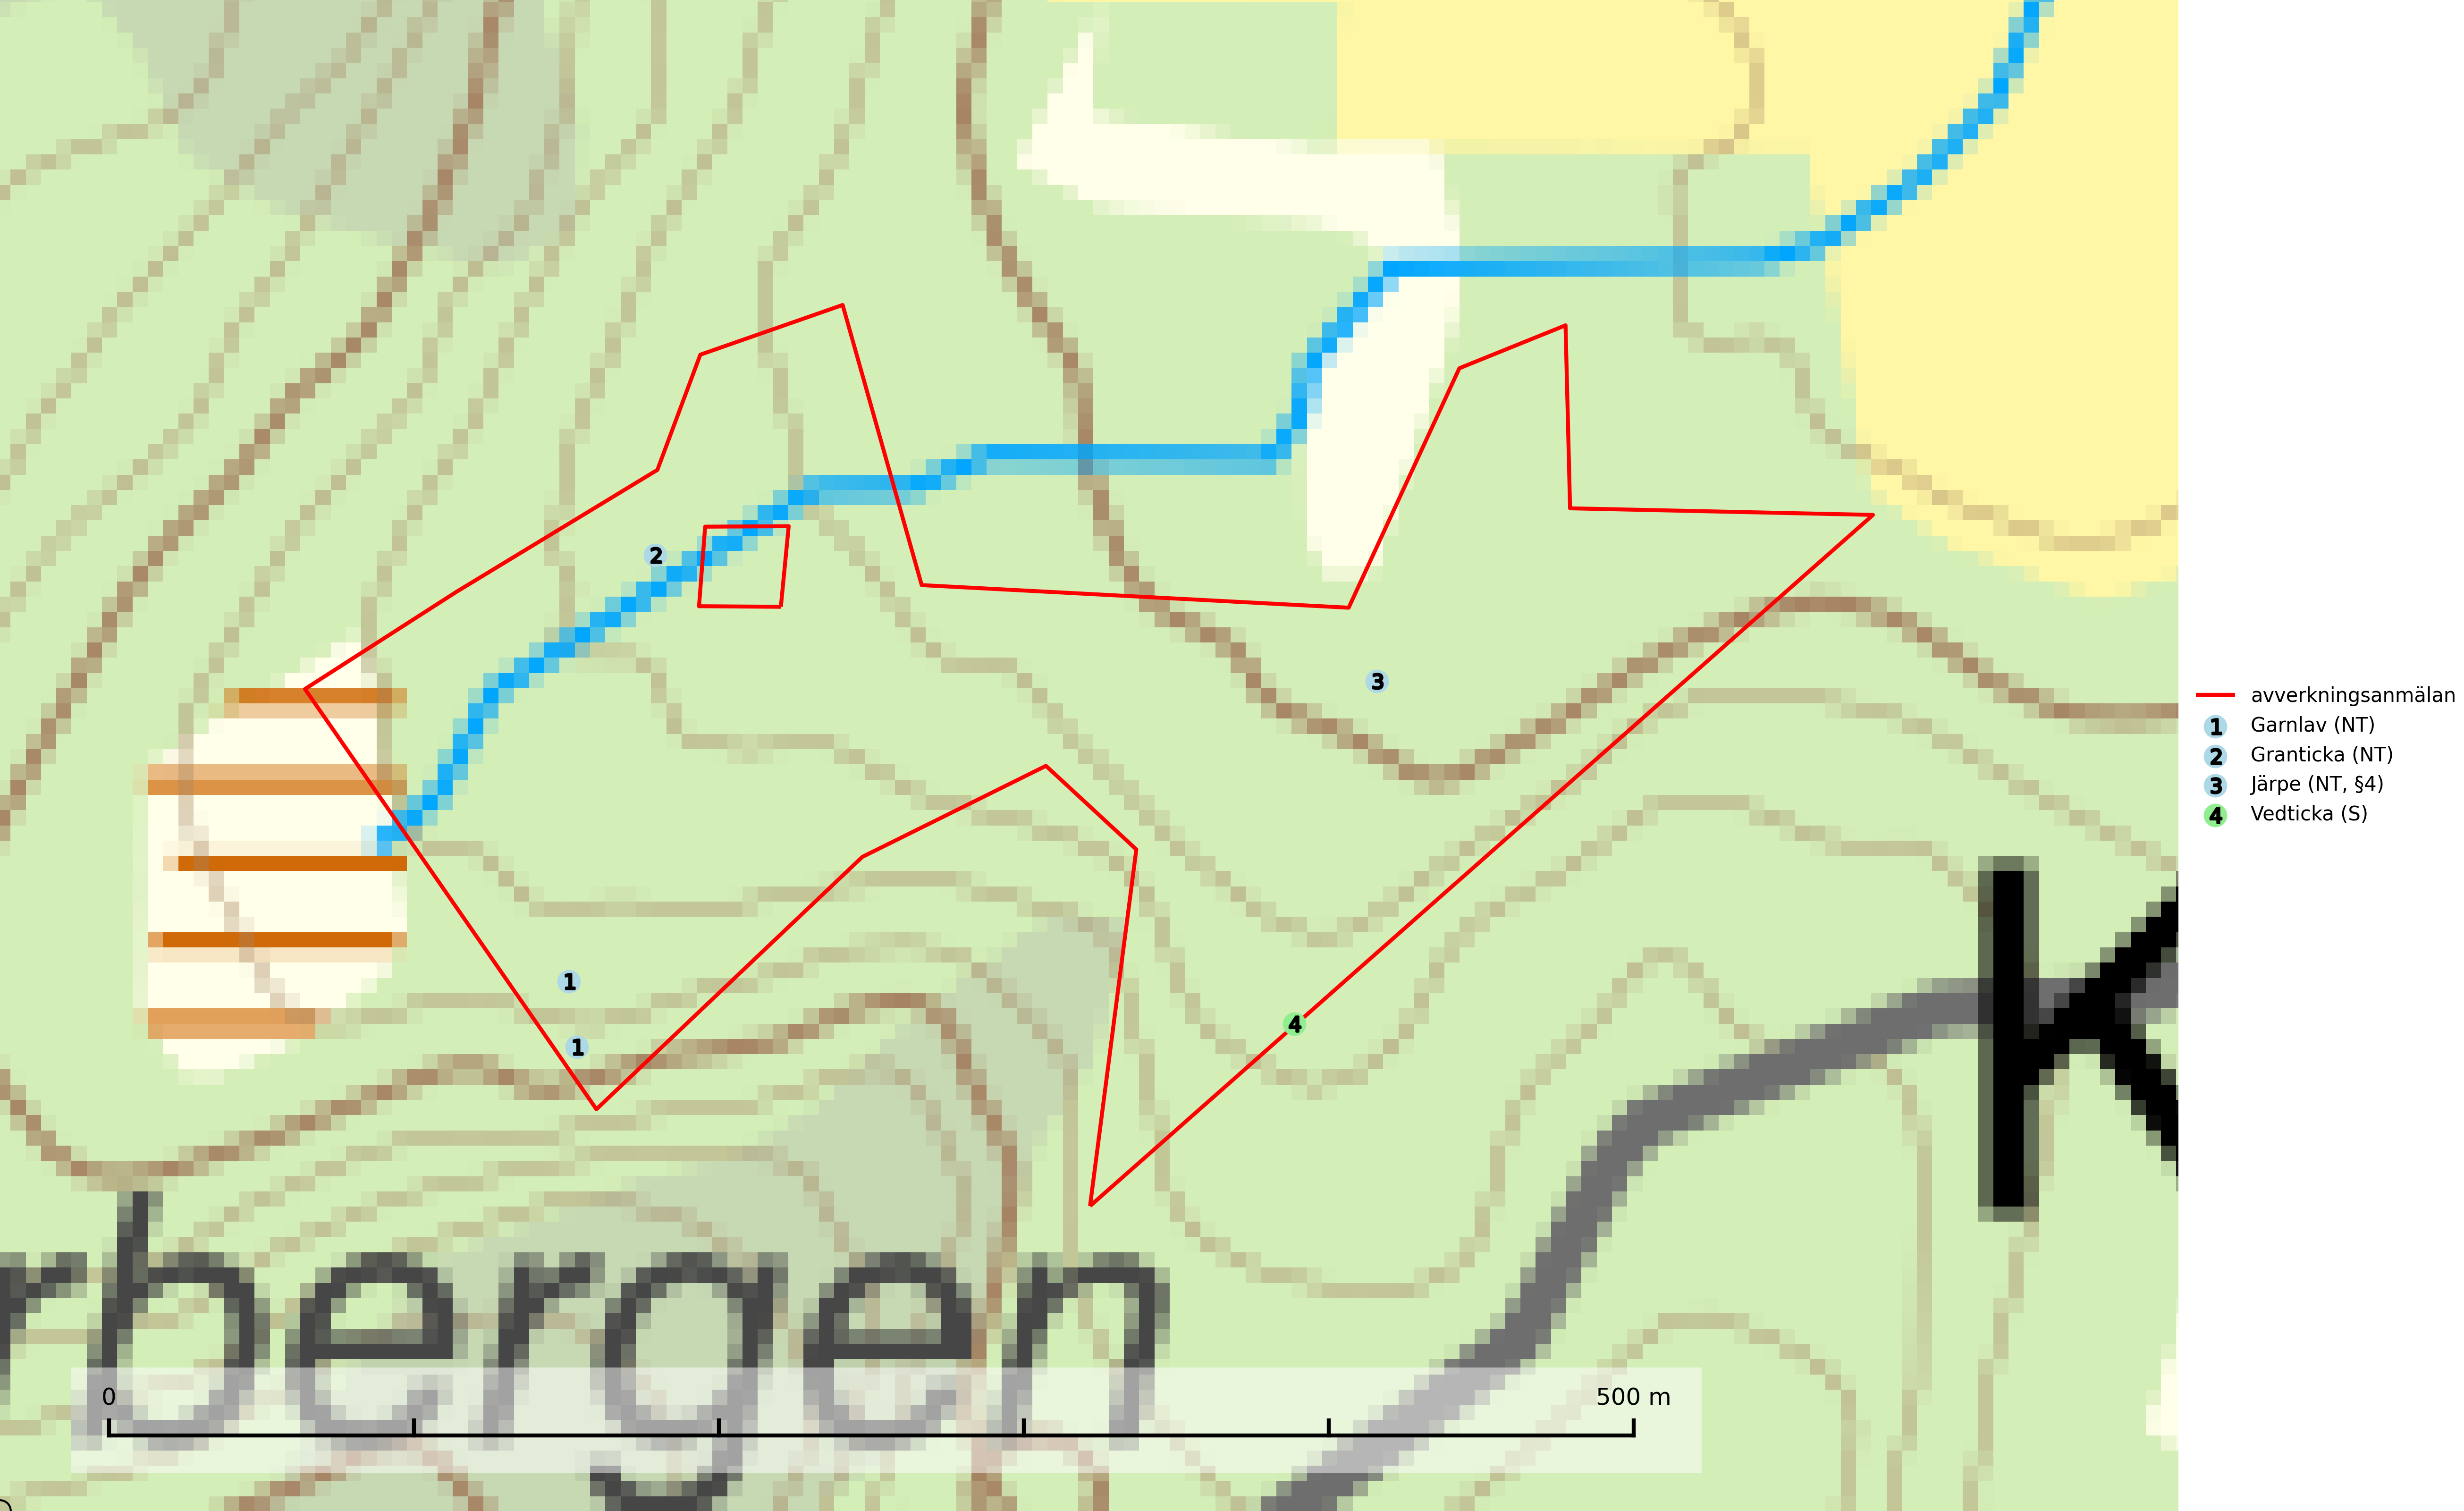 2
3
1
1
4
K
rbergen
0 500 m
avverkningsanmälan
1 Garnlav (NT)
2 Granticka (NT)
3 Järpe (NT, §4)
4 Vedticka (S)